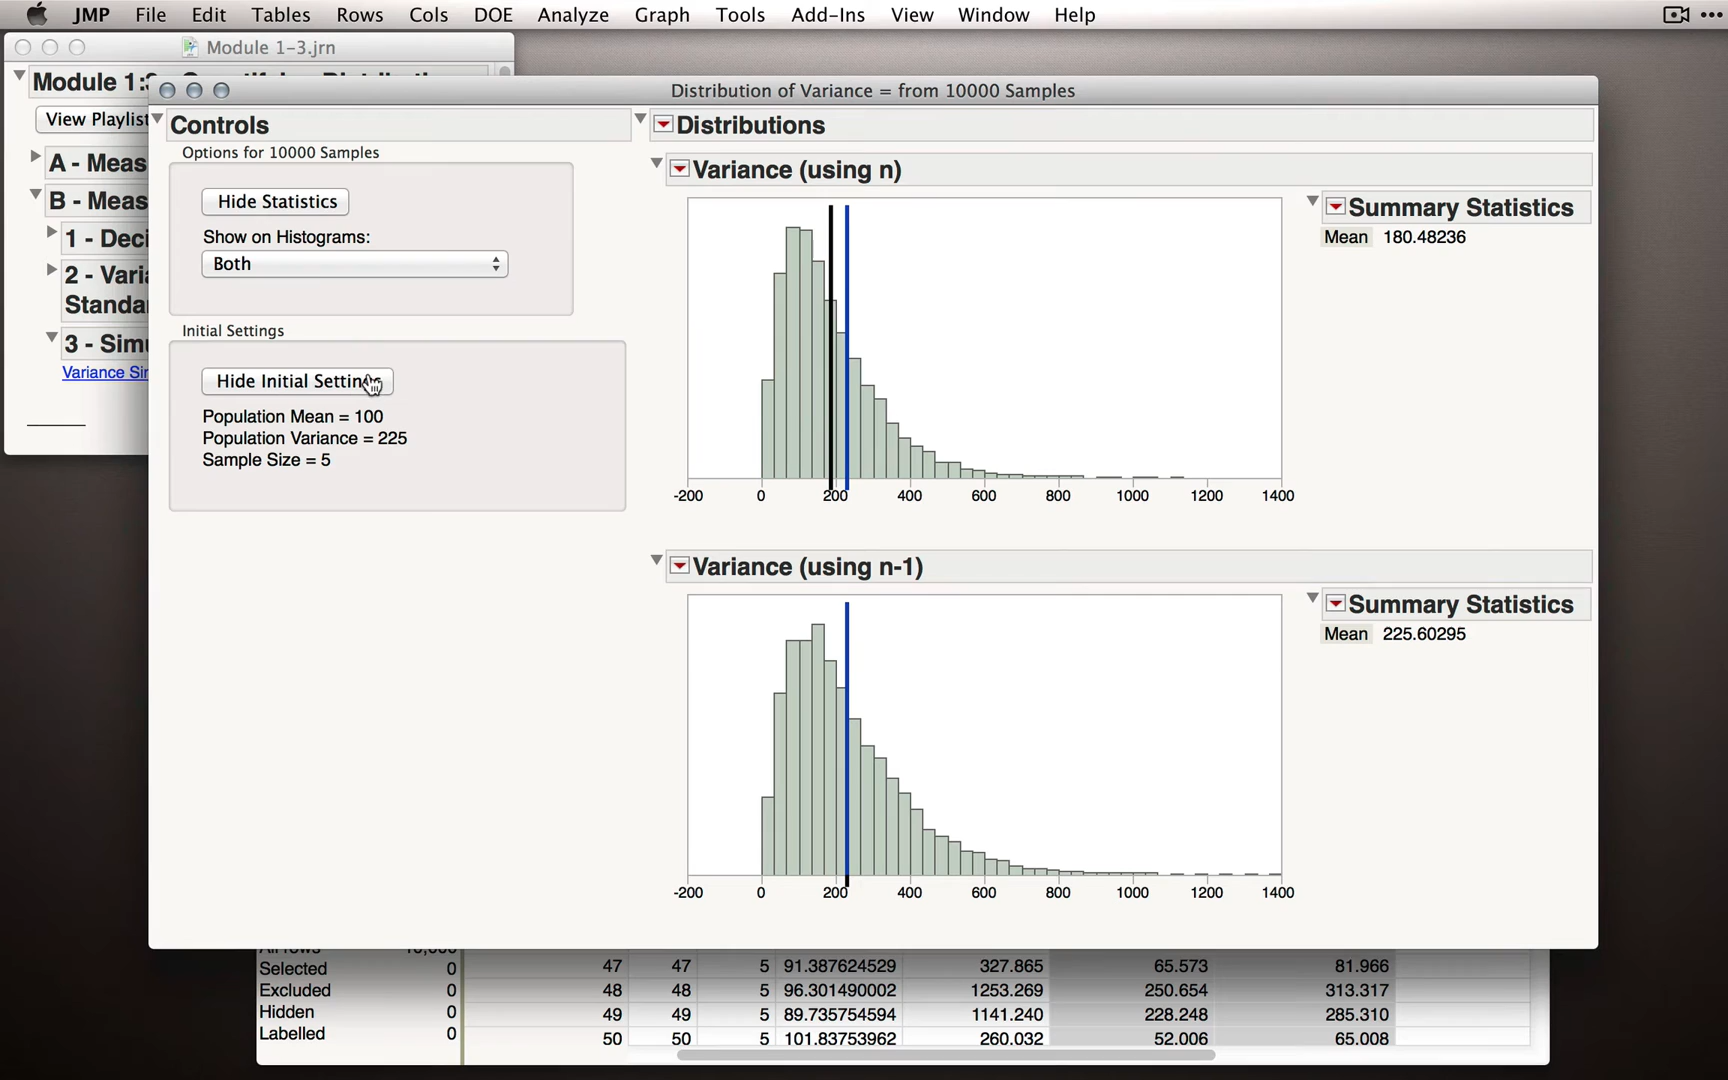 JMP File Edit Tables Rows Cols DOE Analyze Graph Tools Add-Ins View Window Help
Module 1-3.jrn
Module 1:
View Playlist
A - Meas
B - Meas
1 - Deci
2 - Varia
Standa
3 - Simu
Variance Sir
Distribution of Variance = from 10000 Samples
Controls
Options for 10000 Samples
Hide Statistics
Show on Histograms:
Both
Initial Settings
Hide Initial Setting
Population Mean = 100
Population Variance = 225
Sample Size = 5
Distributions
Variance (using n)
-200 0 200 400 600 800 1000 1200 1400
Summary Statistics
Mean 180.48236
Variance (using n-1)
-200 0 200 400 600 800 1000 1200 1400
Summary Statistics
Mean 225.60295
Selected 0
Excluded 0
Hidden 0
Labelled 0
47 47 5 91.387624529 327.865 65.573 81.966
48 48 5 96.301490002 1253.269 250.654 313.317
49 49 5 89.735754594 1141.240 228.248 285.310
50 50 5 101.83753962 260.032 52.006 65.008